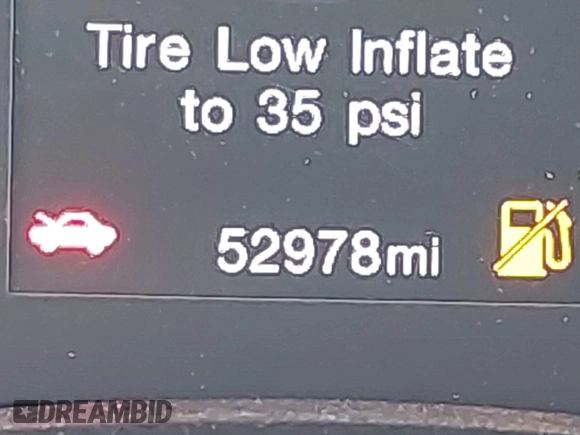 Tire Low Inflate
to 35 psi
52978mi
DREAMBID